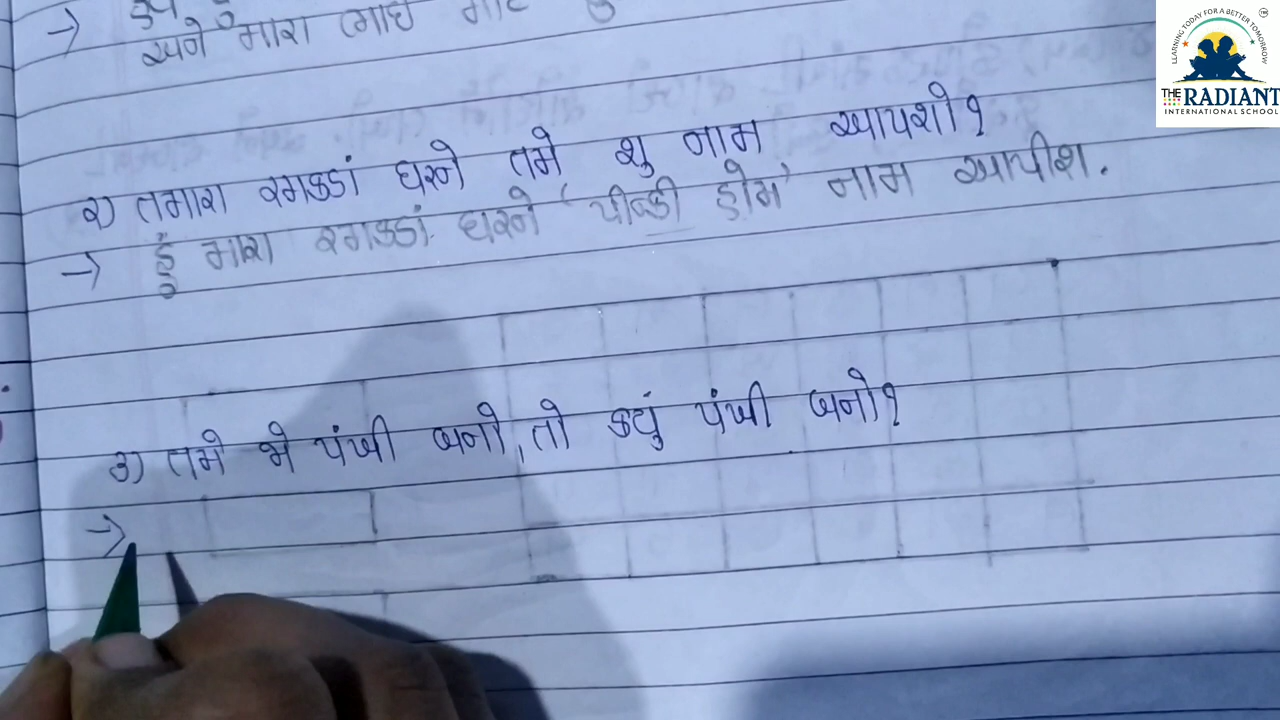 અને મારા ભાઇ માટે
૨) તમારા રમકડાં ઘરને તમે શુ નામ આપશો?
→ હું મારા રમકડાં ઘરને 'પીન્કી હોમ' નામ આપીશ.
૩) તમે જો પંખી બનો, તો કયું પંખી બનો?
→
LEARNING TODAY FOR A BETTER TOMORROW
THE RADIANT
INTERNATIONAL SCHOOL